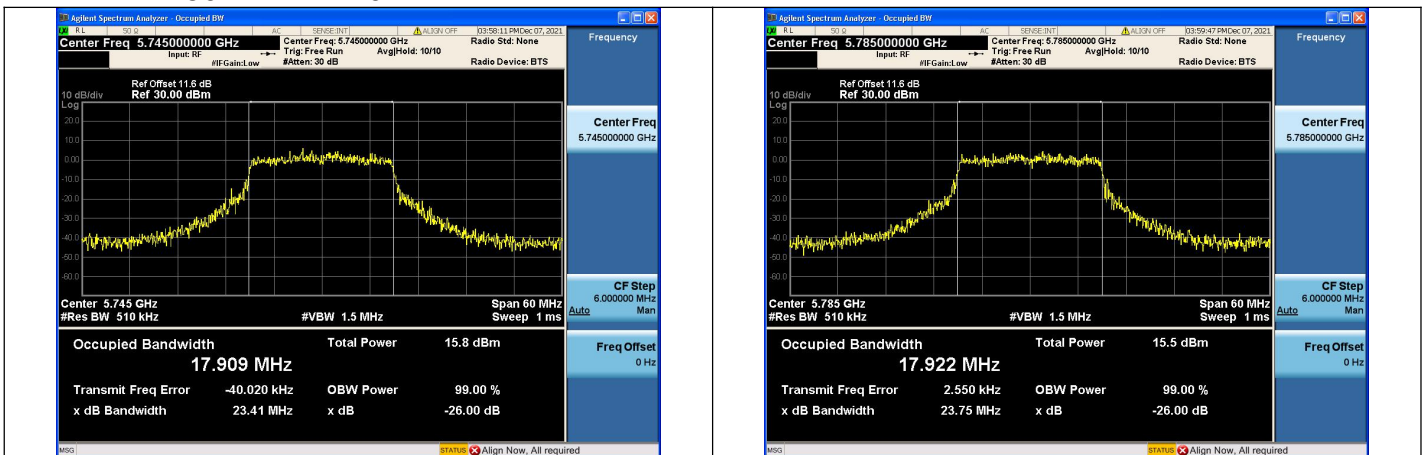 Agilent Spectrum Analyzer - Occupied BW
RL 50 Ω AC SENSE:INT ALIGN OFF 03:58:11 PM Dec 07, 2021
Center Freq 5.745000000 GHz
Center Freq: 5.745000000 GHz
Radio Std: None
Input: RF
Trig: Free Run Avg|Hold: 10/10
#IFGain:Low
#Atten: 30 dB
Radio Device: BTS
Frequency
Ref Offset 11.6 dB
10 dB/div Ref 30.00 dBm
Log
20.0
10.0
0.00
-10.0
-20.0
-30.0
-40.0
-50.0
-60.0
Center Freq
5.745000000 GHz
CF Step
6.000000 MHz
Auto Man
Center 5.745 GHz Span 60 MHz
#Res BW 510 kHz #VBW 1.5 MHz Sweep 1 ms
Occupied Bandwidth Total Power 15.8 dBm
17.909 MHz
Transmit Freq Error -40.020 kHz OBW Power 99.00 %
x dB Bandwidth 23.41 MHz x dB -26.00 dB
Freq Offset
0 Hz
MSG STATUS Align Now, All required
Agilent Spectrum Analyzer - Occupied BW
RL 50 Ω AC SENSE:INT ALIGN OFF 03:59:47 PM Dec 07, 2021
Center Freq 5.785000000 GHz
Center Freq: 5.785000000 GHz
Radio Std: None
Input: RF
Trig: Free Run Avg|Hold: 10/10
#IFGain:Low
#Atten: 30 dB
Radio Device: BTS
Frequency
Ref Offset 11.6 dB
10 dB/div Ref 30.00 dBm
Log
20.0
10.0
0.00
-10.0
-20.0
-30.0
-40.0
-50.0
-60.0
Center Freq
5.785000000 GHz
CF Step
6.000000 MHz
Auto Man
Center 5.785 GHz Span 60 MHz
#Res BW 510 kHz #VBW 1.5 MHz Sweep 1 ms
Occupied Bandwidth Total Power 15.5 dBm
17.922 MHz
Transmit Freq Error 2.550 kHz OBW Power 99.00 %
x dB Bandwidth 23.75 MHz x dB -26.00 dB
Freq Offset
0 Hz
MSG STATUS Align Now, All required